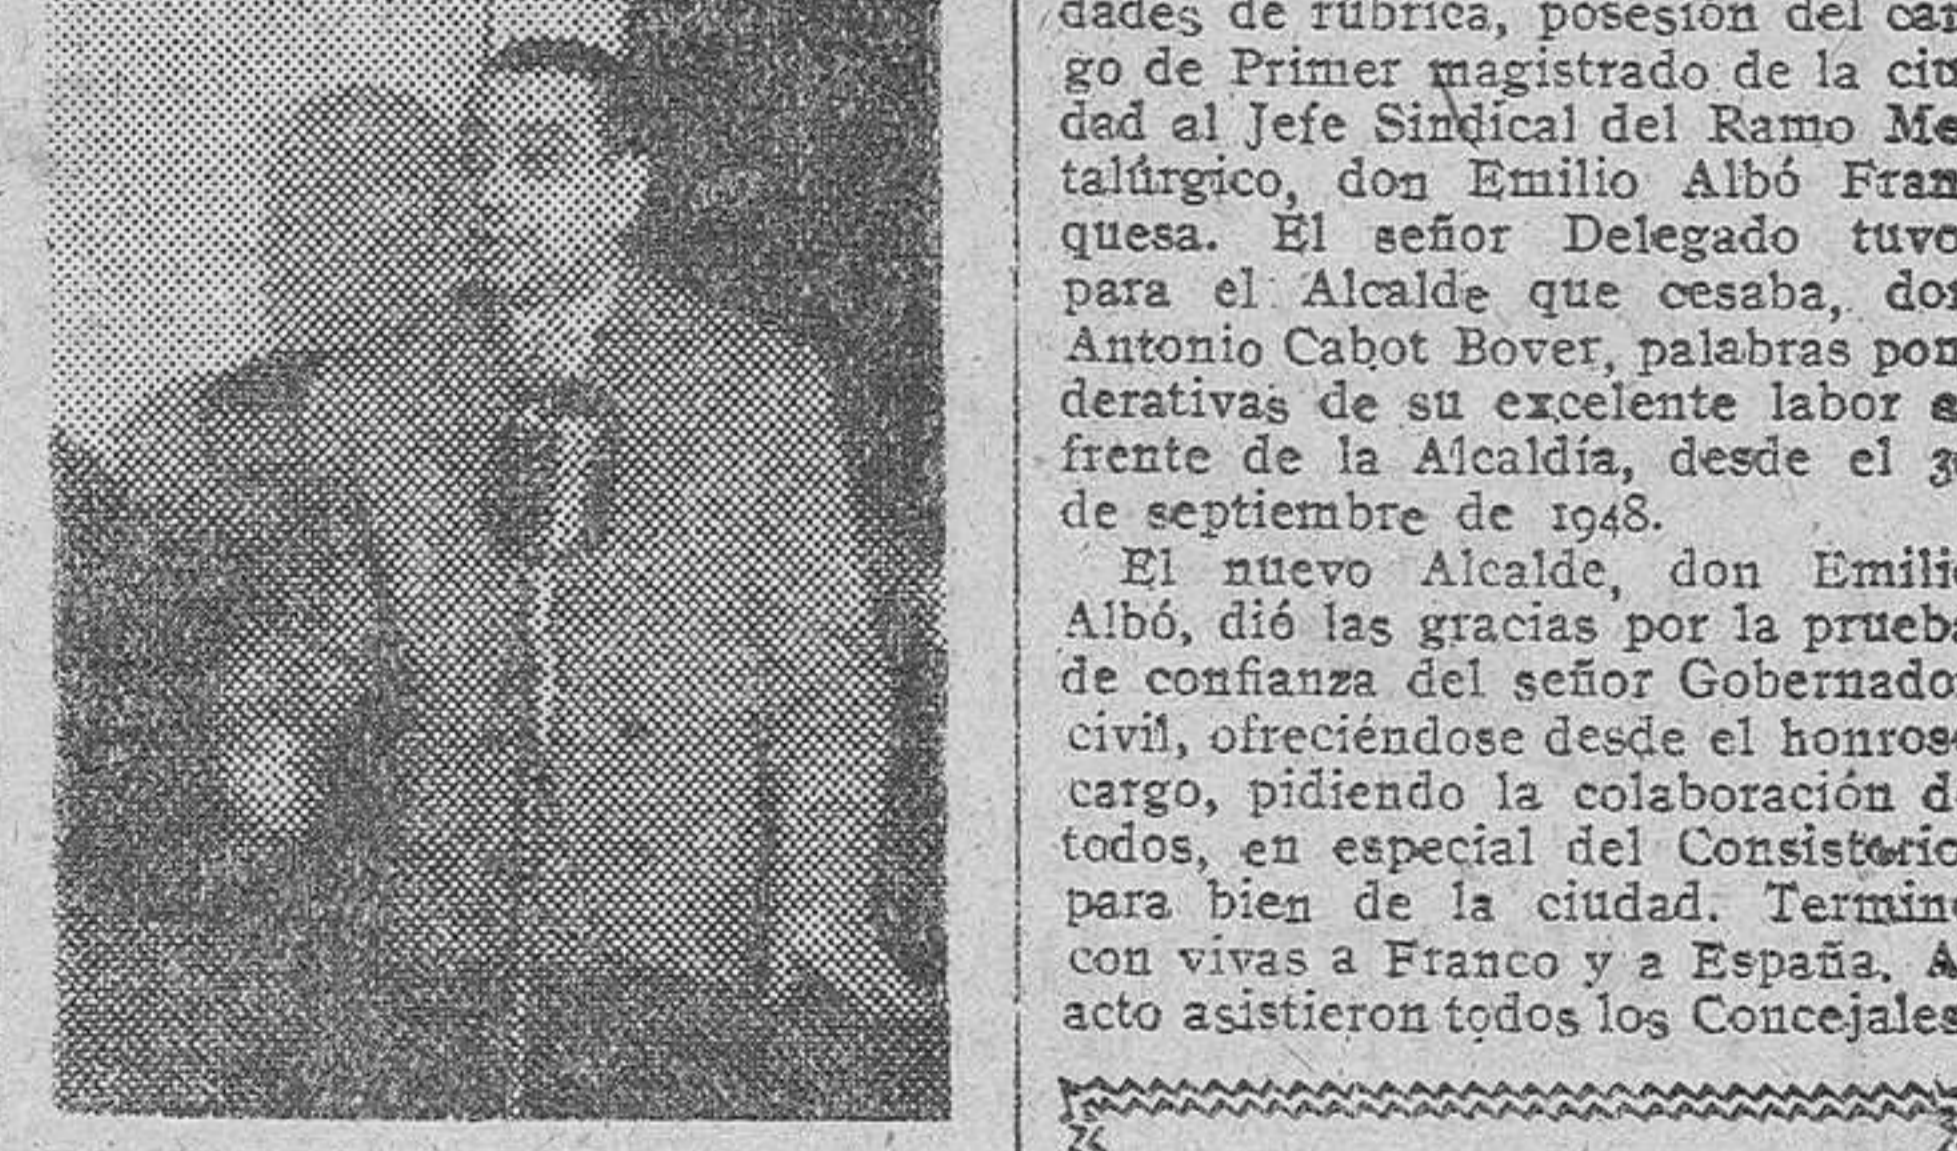 dades de rúbrica, posesión del car
go de Primer magistrado de la ciu
dad al Jefe Sindical del Ramo Me
talúrgico, don Emilio Albó Fran
quesa. El señor Delegado tuvo
para el Alcalde que cesaba, don
Antonio Cabot Bover, palabras pon
derativas de su excelente labor a
frente de la Alcaldía, desde el
de septiembre de 1948.
El nuevo Alcalde, don Emilio
Albó, dió las gracias por la prueba
de confianza del señor Gobernador
civil, ofreciéndose desde el honroso
cargo, pidiendo la colaboración d
todos, en especial del Consistorio
para bien de la ciudad. Termin
con vivas a Franco y a España. A
acto asistieron todos los Concejales